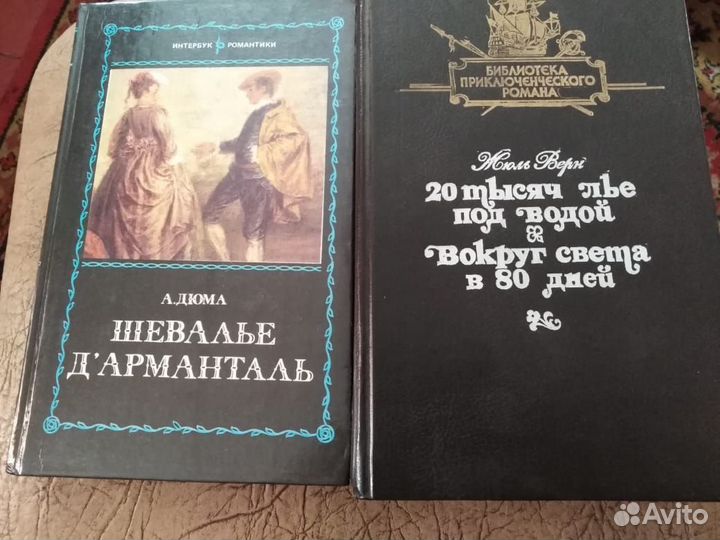 ИНТЕРБУК РОМАНТИКИ
А. ДЮМА
ШЕВАЛЬЕ
Д'АРМАНТАЛЬ
БИБЛИОТЕКА
ПРИКЛЮЧЕНЧЕСКОГО
РОМАНА
Жюль Верн
20 тысяч лье
под водой
Вокруг света
в 80 дней
Avito